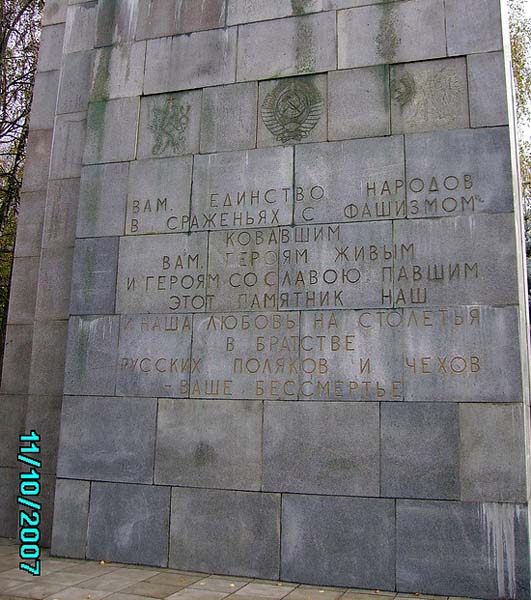 ВАМ, ЕДИНСТВО НАРОДОВ
В СРАЖЕНЬЯХ С ФАШИЗМОМ
КОВАВШИМ
ВАМ, ГЕРОЯМ ЖИВЫМ
И ГЕРОЯМ СО СЛАВОЮ ПАВШИМ
ЭТОТ ПАМЯТНИК НАШ
И НАША ЛЮБОВЬ НА СТОЛЕТЬЯ
В БРАТСТВЕ
РУССКИХ ПОЛЯКОВ И ЧЕХОВ
-ВАШЕ БЕССМЕРТЬЕ
11/10/2007